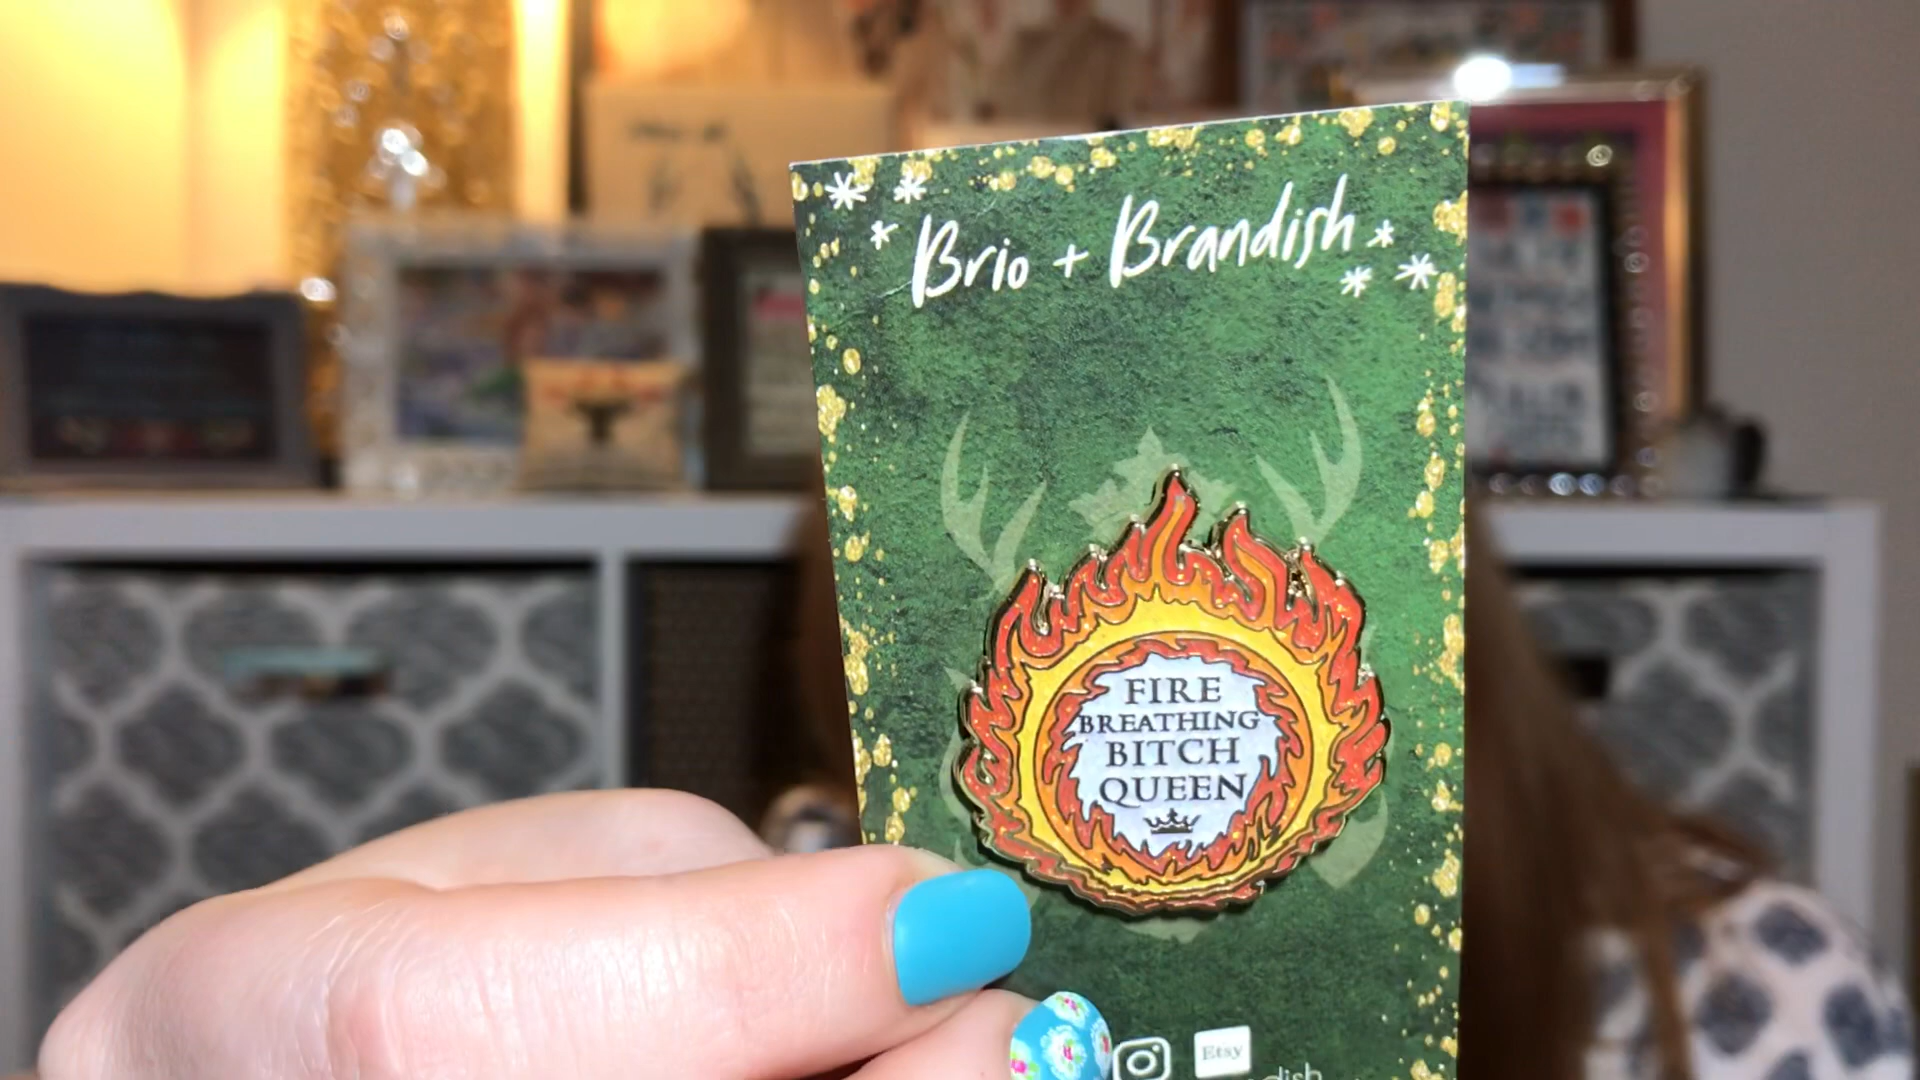 Brio + Brandish
FIRE
BREATHING
BITCH
QUEEN
Etsy